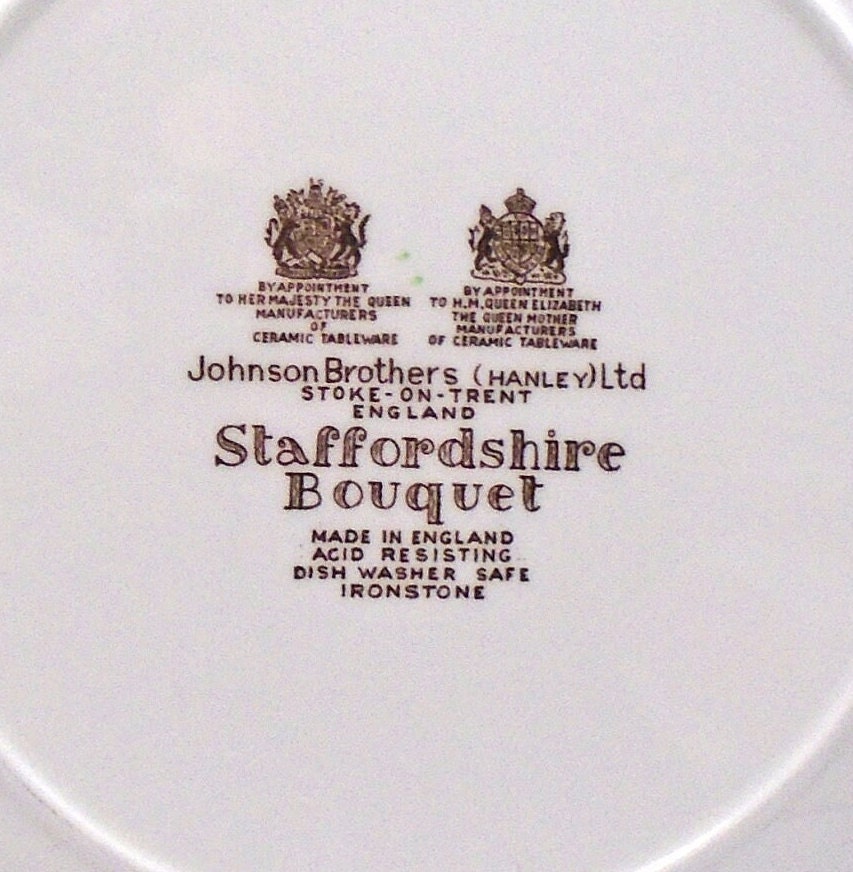 BY APPOINTMENT
TO HER MAJESTY THE QUEEN
MANUFACTURERS
OF
CERAMIC TABLEWARE
BY APPOINTMENT
TO H.M. QUEEN ELIZABETH
THE QUEEN MOTHER
MANUFACTURERS
OF CERAMIC TABLEWARE
Johnson Brothers (HANLEY) Ltd
STOKE-ON-TRENT
ENGLAND
Staffordshire
Bouquet
MADE IN ENGLAND
ACID RESISTING
DISH WASHER SAFE
IRONSTONE